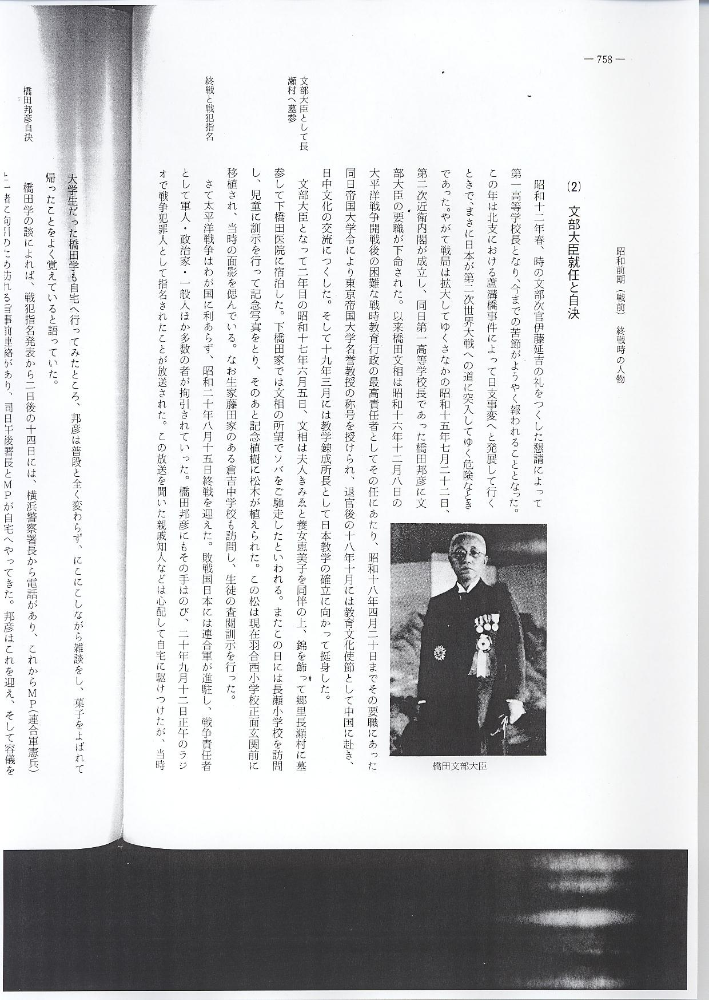 ― 758 ―
昭和前期（戦前） 終戦時の人物
(2) 文部大臣就任と自決
昭和十二年春、時の文部次官伊藤延吉の礼をつくした懇請によって
第一高等学校長となり、今までの苦節がようやく報われることとなった。
この年は北支における蘆溝橋事件によって日支事変へと発展して行く
ときで、まさに日本が第二次世界大戦への道に突入してゆく危険なとき
であった。やがて戦局は拡大してゆくさなかの昭和十五年七月二十二日、
第二次近衛内閣が成立し、同日第一高等学校長であった橋田邦彦に文
部大臣の要職が下命された。以来橋田文相は昭和十六年十二月八日の
大平洋戦争開戦後の困難な戦時教育行政の最高責任者としてその任にあたり、昭和十八年四月二十日までその要職にあった
同日帝国大学令により東京帝国大学名誉教授の称号を授けられ、退官後の十八年十月には教育文化使節として中国に赴き、
日中文化の交流につくした。そして十九年三月には教学錬成所長として日本教学の確立に向かって挺身した。
橋田文部大臣
文部大臣として長
瀬村へ墓参
文部大臣となって二年目の昭和十七年六月五日、文相は夫人きみゑと養女恵美子を同伴の上、錦を飾って郷里長瀬村に墓
参して下橋田医院に宿泊した。下橋田家では文相の所望でソバをご馳走したといわれる。またこの日には長瀬小学校を訪問
し、児童に訓示を行って記念写真をとり、そのあと記念植樹に松木が植えられた。この松は現在羽合西小学校正面玄関前に
移植され、当時の面影を偲んでいる。なお生家藤田家のある倉吉中学校も訪問し、生徒の査閲訓示を行った。
終戦と戦犯指名
さて太平洋戦争はわが国に利あらず、昭和二十年八月十五日終戦を迎えた。敗戦国日本には連合軍が進駐し、戦争責任者
として軍人・政治家・一般人ほか多数の者が拘引されていった。橋田邦彦にもその手はのび、二十年九月十二日正午のラジ
オで戦争犯罪人として指名されたことが放送された。この放送を聞いた親戚知人などは心配して自宅に駆けつけたが、当時
大学生だった橋田学も自宅へ行ってみたところ、邦彦は普段と全く変わらず、にこにこしながら雑談をし、菓子をよばれて
帰ったことをよく覚えていると語っていた。
橋田邦彦自決
橋田学の談によれば、戦犯指名発表から二日後の十四日には、横浜警察署長から電話があり、これからＭＰ（連合軍憲兵）
と一緒に拘引のため訪れる旨事前連絡があり、同日午後署長とＭＰが自宅へやってきた。邦彦はこれを迎え、そして容儀を